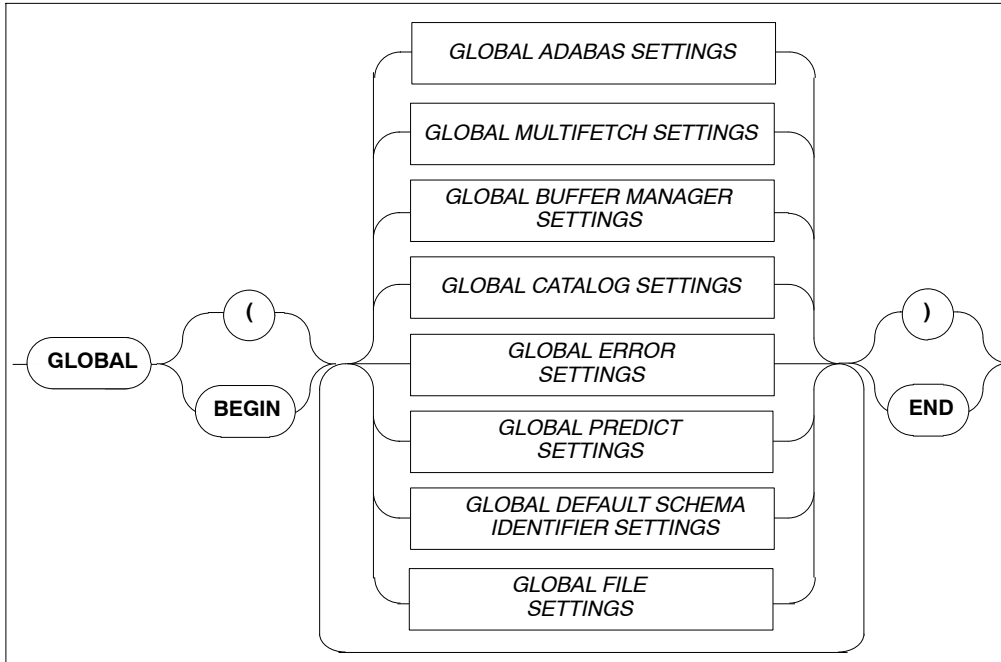 GLOBAL
(
BEGIN
GLOBAL ADABAS SETTINGS
GLOBAL MULTIFETCH SETTINGS
GLOBAL BUFFER MANAGER
SETTINGS
GLOBAL CATALOG SETTINGS
GLOBAL ERROR
SETTINGS
GLOBAL PREDICT
SETTINGS
GLOBAL DEFAULT SCHEMA
IDENTIFIER SETTINGS
GLOBAL FILE
SETTINGS
)
END